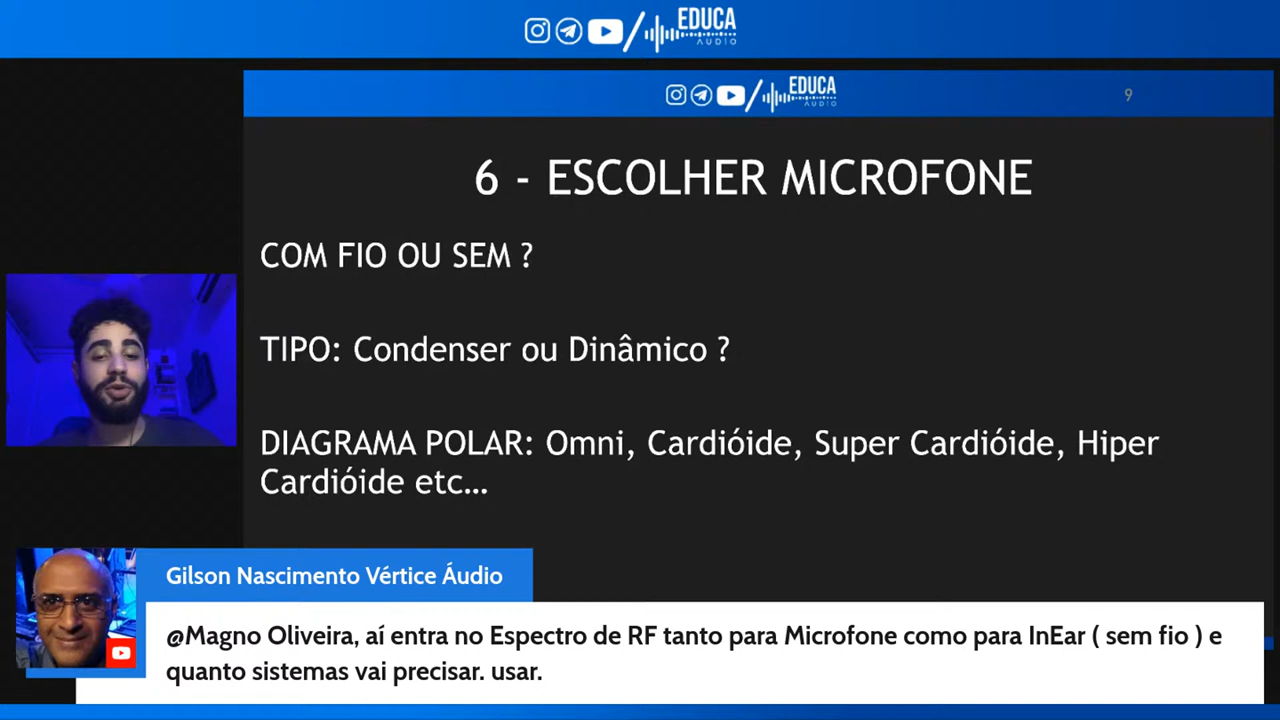 EDUCA
AUDIO
EDUCA
AUDIO
9
6 - ESCOLHER MICROFONE
COM FIO OU SEM ?
TIPO: Condenser ou Dinâmico ?
DIAGRAMA POLAR: Omni, Cardióide, Super Cardióide, Hiper
Cardióide etc...
Gilson Nascimento Vértice Áudio
@Magno Oliveira, aí entra no Espectro de RF tanto para Microfone como para InEar ( sem fio ) e
quanto sistemas vai precisar. usar.